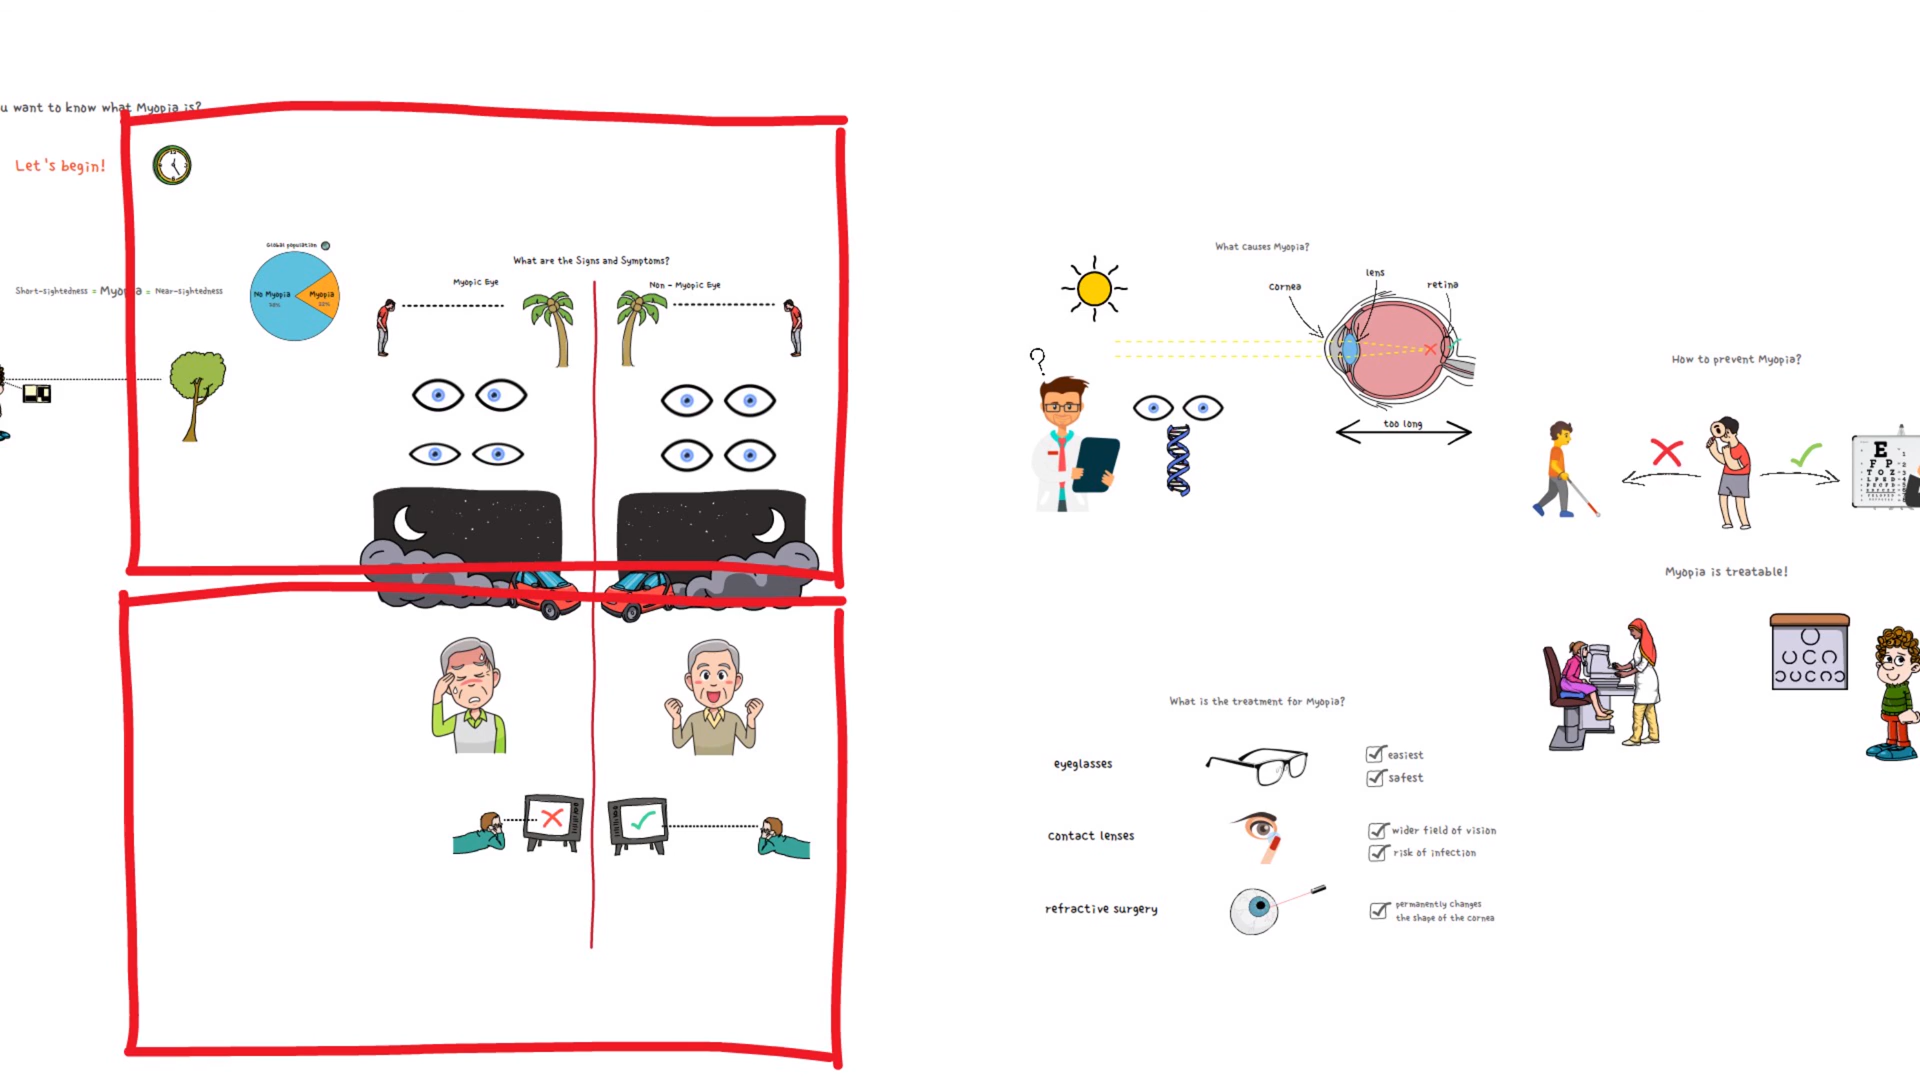 u want to know what Myopia is?
Let's begin!
Global population
No Myopia
Myopia
22%
Short-sightedness = Myopia = Near-sightedness
What are the Signs and Symptoms?
Myopic Eye
Non - Myopic Eye
What causes Myopia?
cornea
lens
retina
too long
?
How to prevent Myopia?
E
F P
T O Z
L P E D
P E C F D
Myopia is treatable!
What is the treatment for Myopia?
eyeglasses
easiest
safest
contact lenses
wider field of vision
risk of infection
refractive surgery
permanently changes
the shape of the cornea